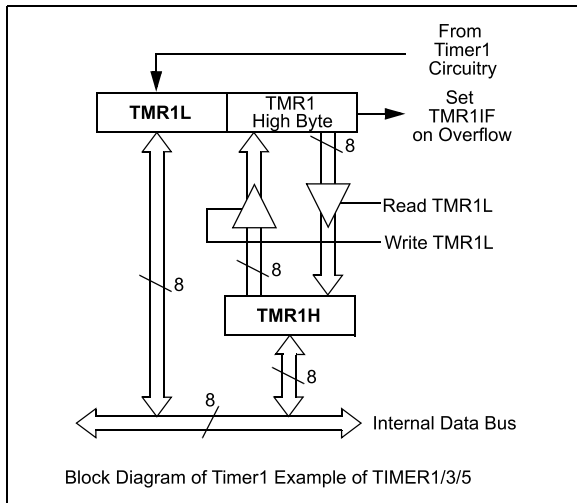 From
Timer1
Circuitry
TMR1L
TMR1
High Byte
Set
TMR1IF
on Overflow
8
Read TMR1L
Write TMR1L
8
8
TMR1H
8
8
Internal Data Bus
Block Diagram of Timer1 Example of TIMER1/3/5